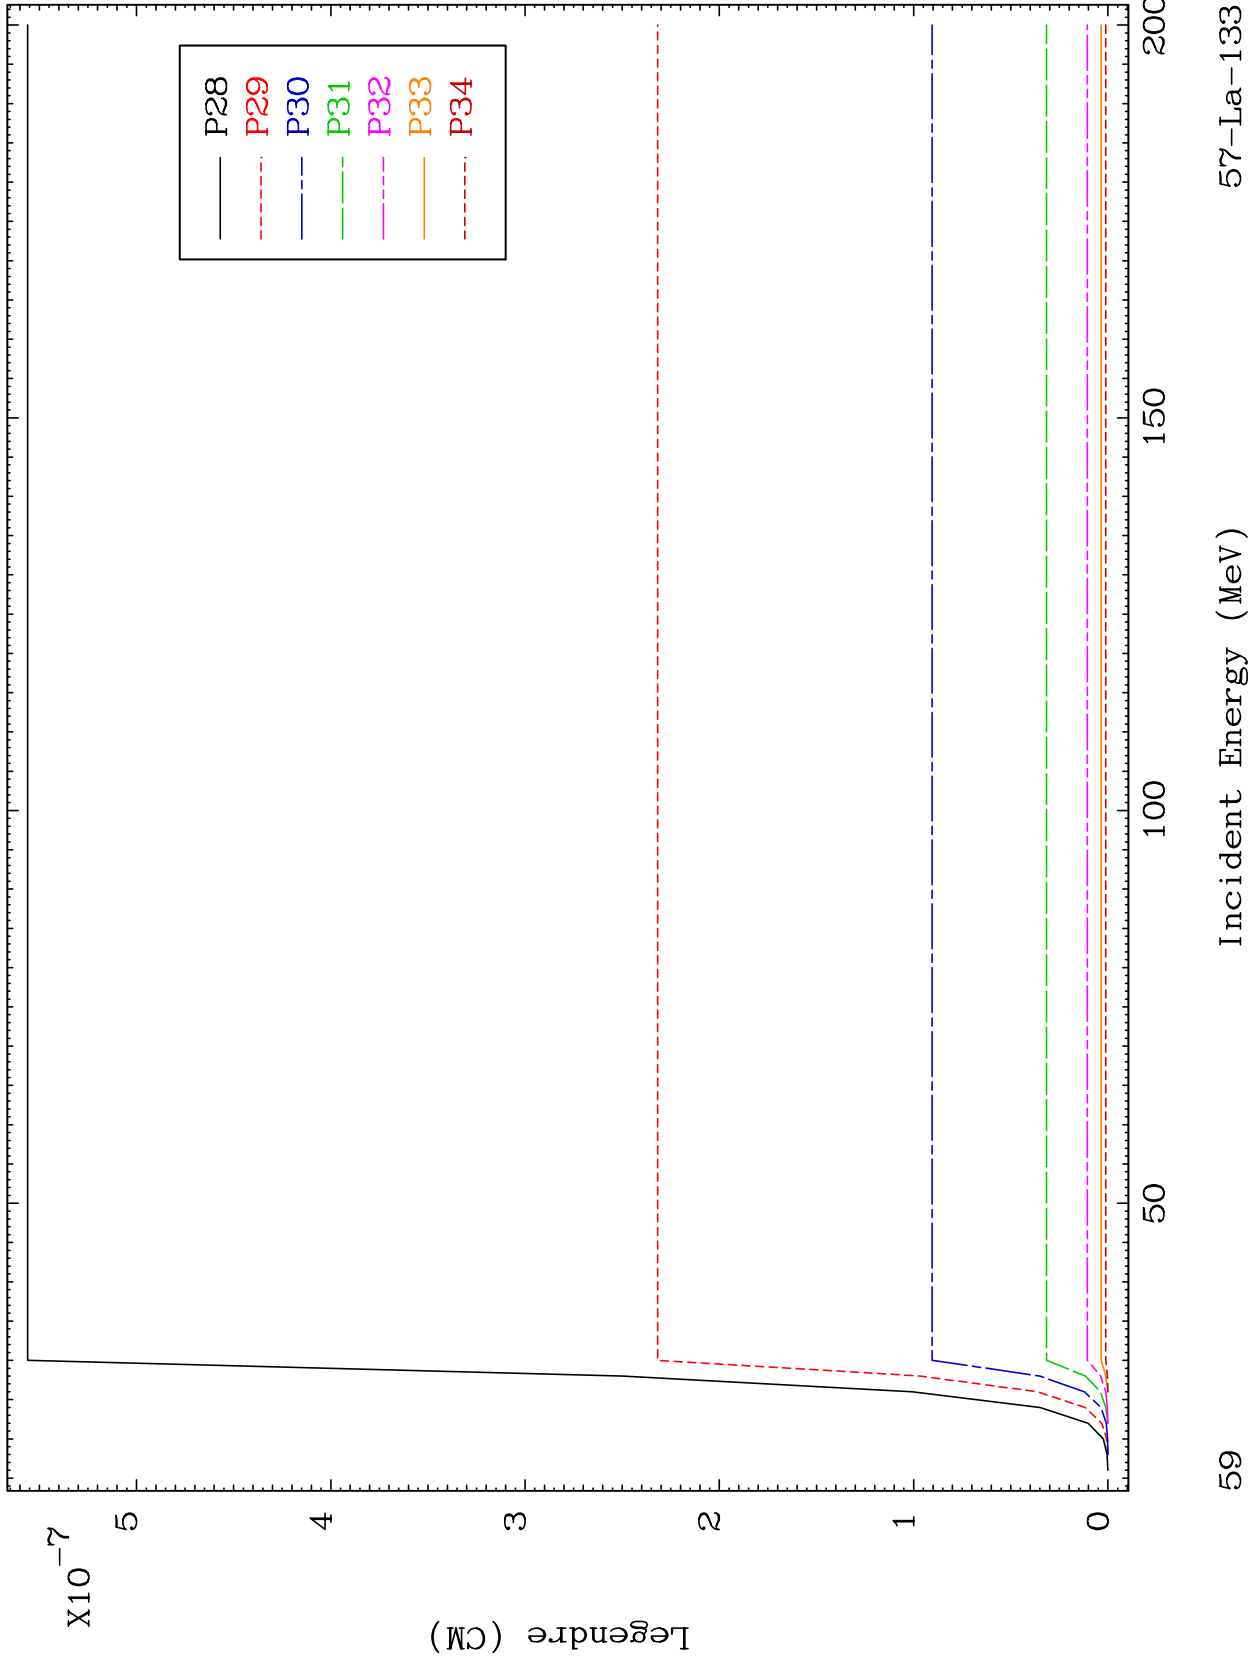 X10⁻⁷
5
4
3
2
1
0
Legendre (CM)
P28
P29
P30
P31
P32
P33
P34
50
100
150
200
59
Incident Energy (MeV)
57-La-133